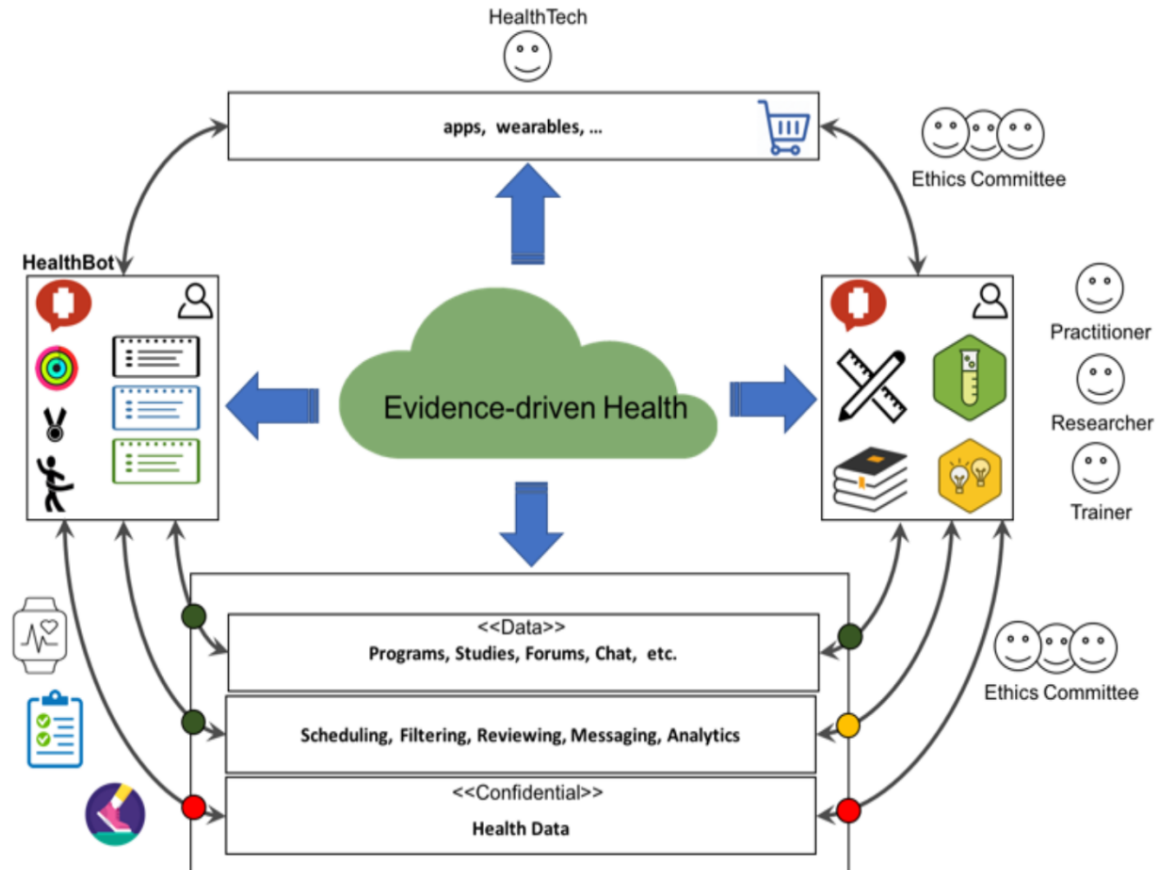 HealthTech
apps, wearables, ...
Ethics Committee
HealthBot
Practitioner
Evidence-driven Health
Researcher
Trainer
<<Data>>
Programs, Studies, Forums, Chat, etc.
Ethics Committee
Scheduling, Filtering, Reviewing, Messaging, Analytics
<<Confidential>>
Health Data